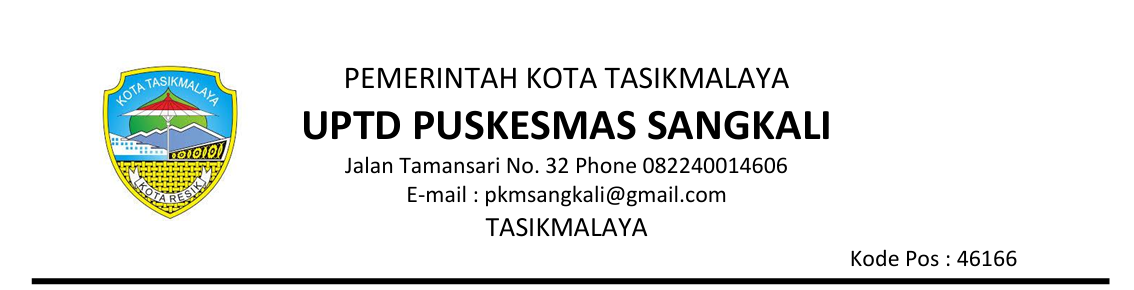 KOTA TASIKMALAYA
KOTA RESIK
PEMERINTAH KOTA TASIKMALAYA
UPTD PUSKESMAS SANGKALI
Jalan Tamansari No. 32 Phone 082240014606
E-mail : pkmsangkali@gmail.com
TASIKMALAYA
Kode Pos : 46166